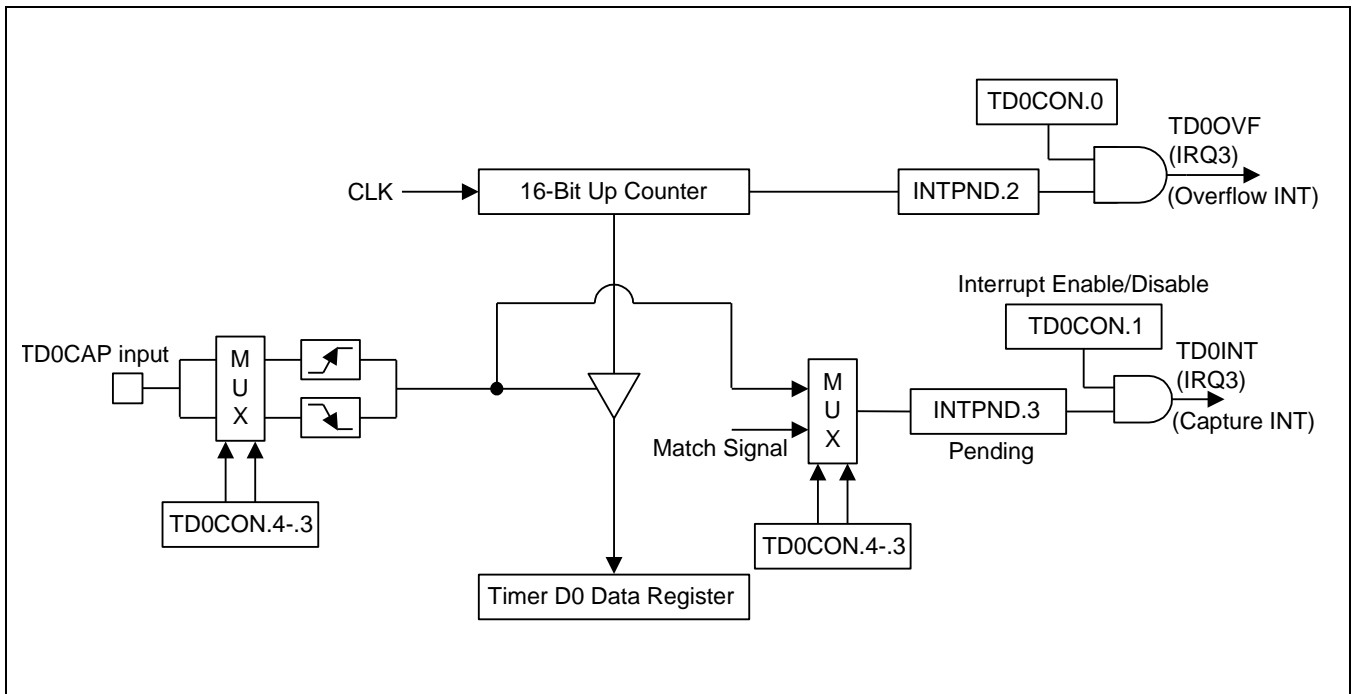 TD0CON.0
TD0OVF
(IRQ3)
CLK
16-Bit Up Counter
INTPND.2
(Overflow INT)
Interrupt Enable/Disable
TD0CON.1
TD0CAP input
M
U
X
TD0INT
(IRQ3)
M
U
X
INTPND.3
(Capture INT)
Match Signal
Pending
TD0CON.4-.3
TD0CON.4-.3
Timer D0 Data Register